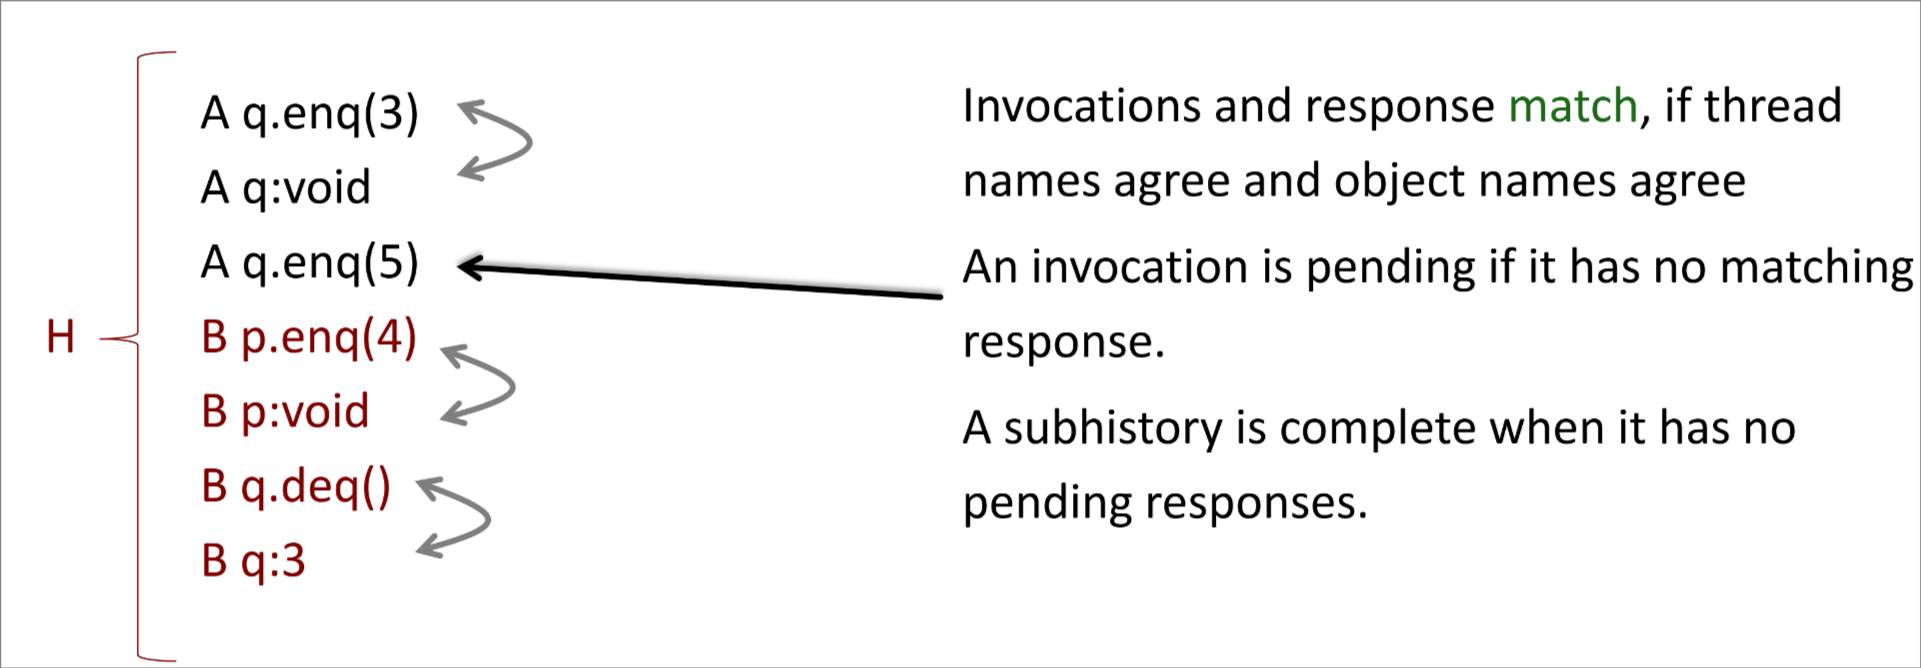 A q.enq(3)
A q:void
A q.enq(5)
H
B p.enq(4)
B p:void
B q.deq()
B q:3
Invocations and response match, if thread
names agree and object names agree
An invocation is pending if it has no matching
response.
A subhistory is complete when it has no
pending responses.